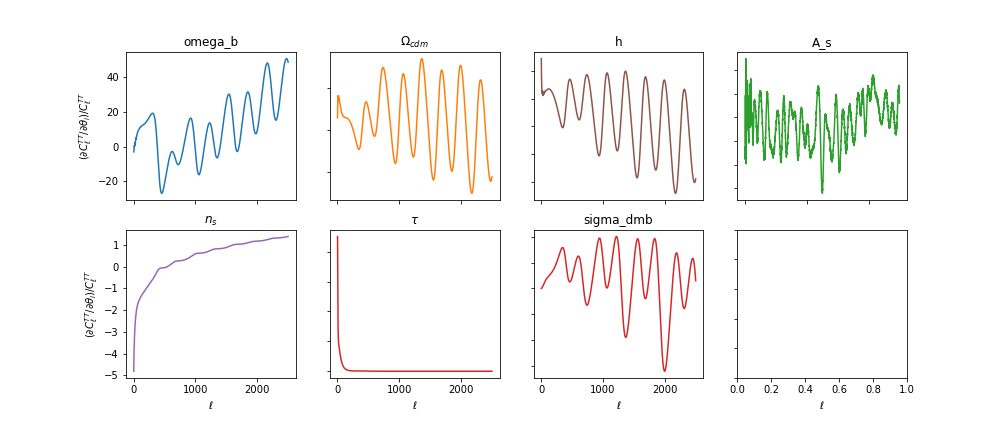 omega_b Ω_cdm h A_s
(∂C_ℓ^TT/∂θ_i)/C_ℓ^TT
40
20
0
−20
n_s τ sigma_dmb
(∂C_ℓ^TT/∂θ_i)/C_ℓ^TT
1
0
−1
−2
−3
−4
−5
0 1000 2000 0 1000 2000 0 1000 2000 0.0 0.2 0.4 0.6 0.8 1.0
ℓ ℓ ℓ ℓ